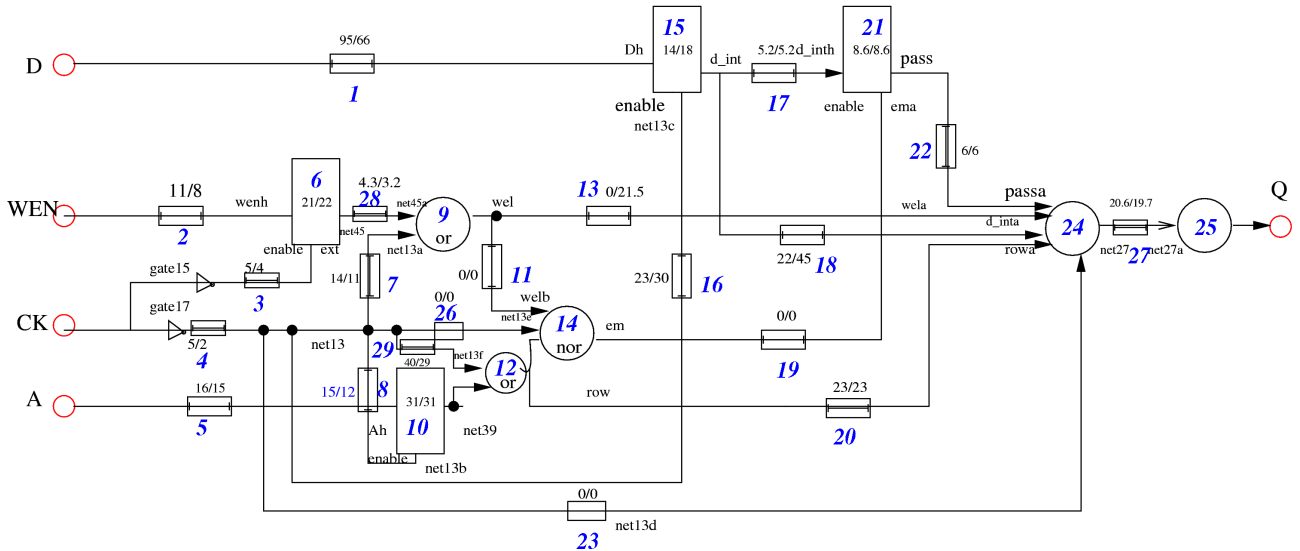 95/66
D
1
Dh
15
14/18
enable
net13c
d_int
5.2/5.2d_inth
17
21
8.6/8.6
pass
enable
ema
22
6/6
11/8
WEN
2
wenh
6
21/22
enable
ext
4.3/3.2
28
net45
net45a
9
or
net13a
wel
13
0/21.5
wela
passa
d_inta
rowa
24
20.6/19.7
net27
27
net27a
25
Q
gate15
5/4
3
14/11
7
0/0
11
welb
23/30
16
22/45
18
CK
gate17
5/2
4
net13
0/0
26
net13e
14
nor
em
0/0
19
29
40/29
net13f
12
or
15/12
8
A
16/15
5
31/31
10
Ah
enable
net13b
net39
row
23/23
20
0/0
23
net13d